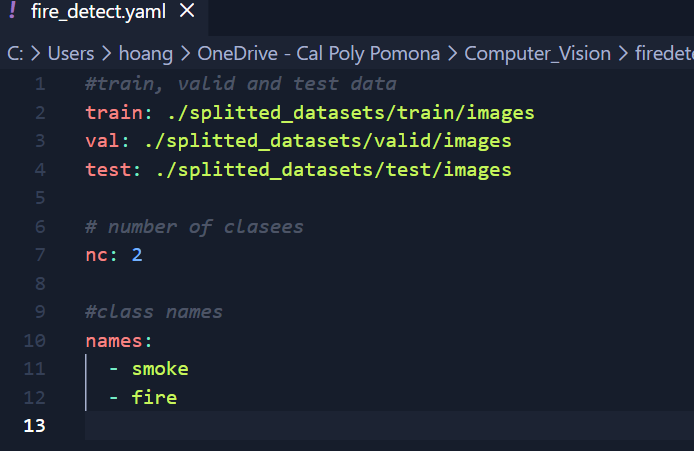 ! fire_detect.yaml ×
C: > Users > hoang > OneDrive - Cal Poly Pomona > Computer_Vision > firedete
1 #train, valid and test data
2 train: ./splitted_datasets/train/images
3 val: ./splitted_datasets/valid/images
4 test: ./splitted_datasets/test/images
5
6 # number of clasees
7 nc: 2
8
9 #class names
10 names:
11 - smoke
12 - fire
13